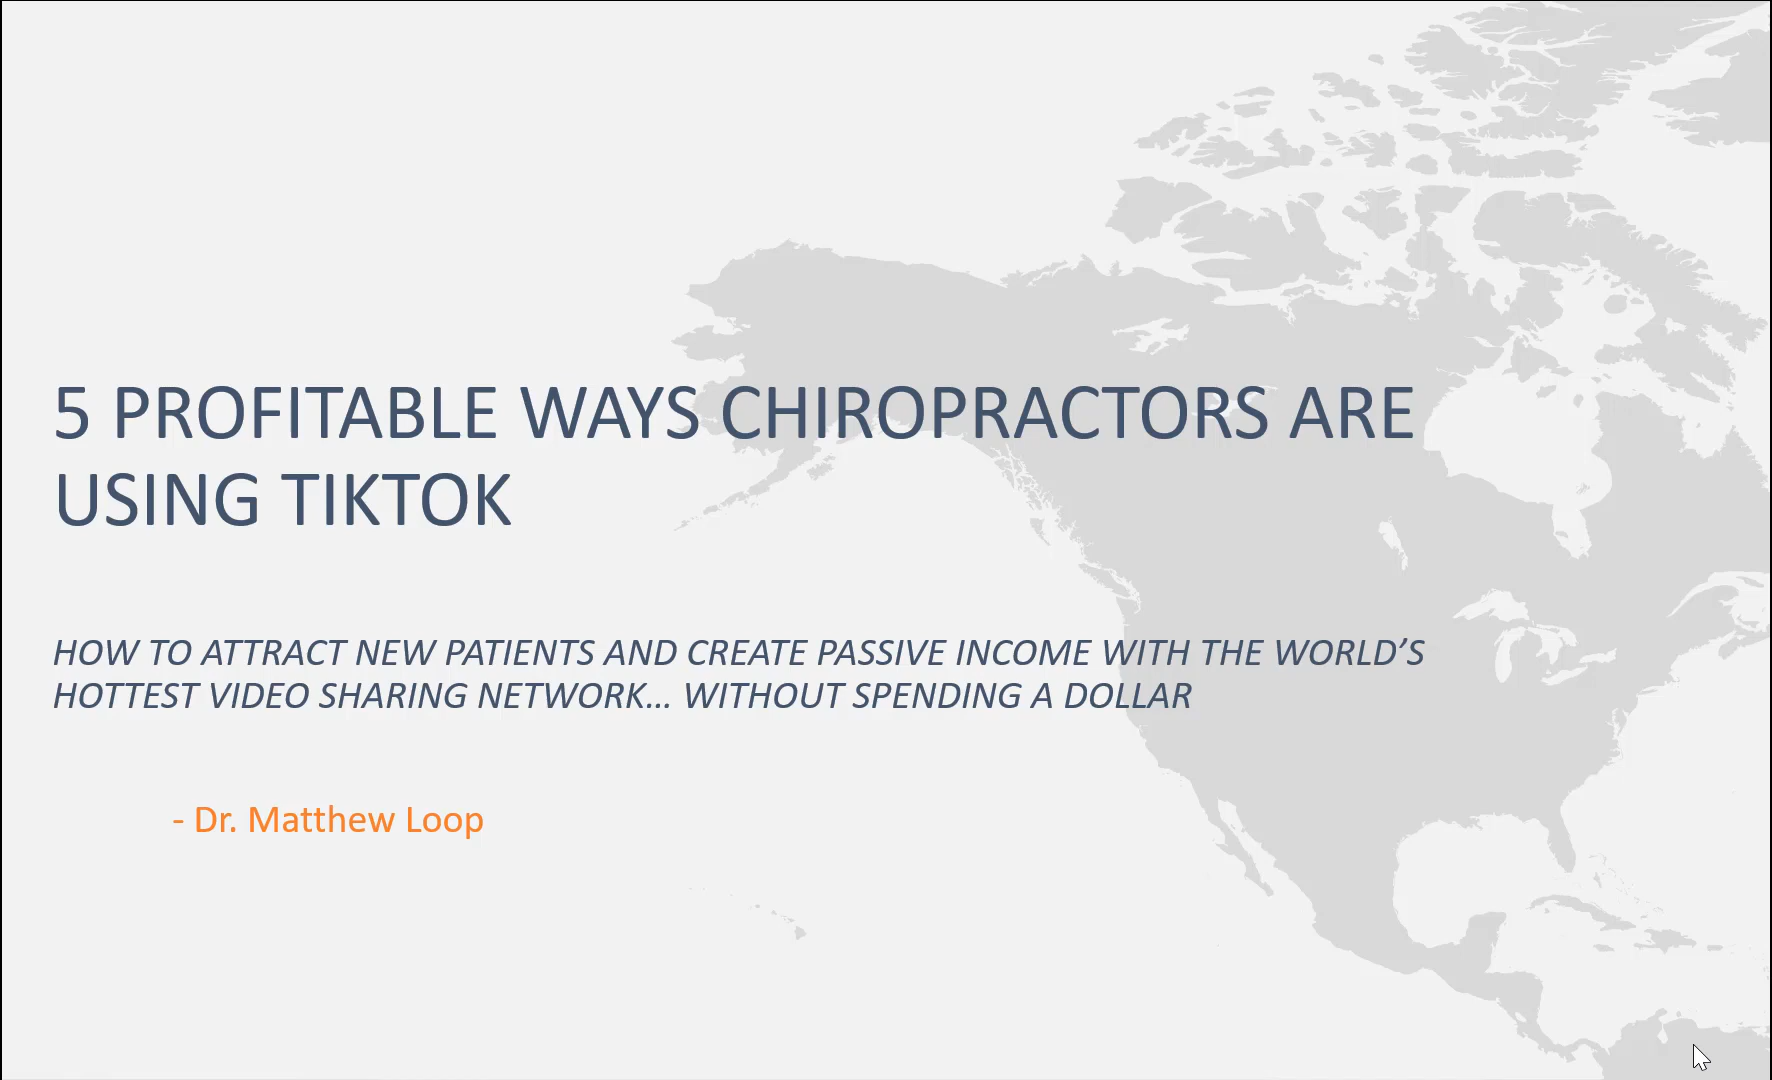 5 PROFITABLE WAYS CHIROPRACTORS ARE
USING TIKTOK
HOW TO ATTRACT NEW PATIENTS AND CREATE PASSIVE INCOME WITH THE WORLD’S
HOTTEST VIDEO SHARING NETWORK... WITHOUT SPENDING A DOLLAR
- Dr. Matthew Loop